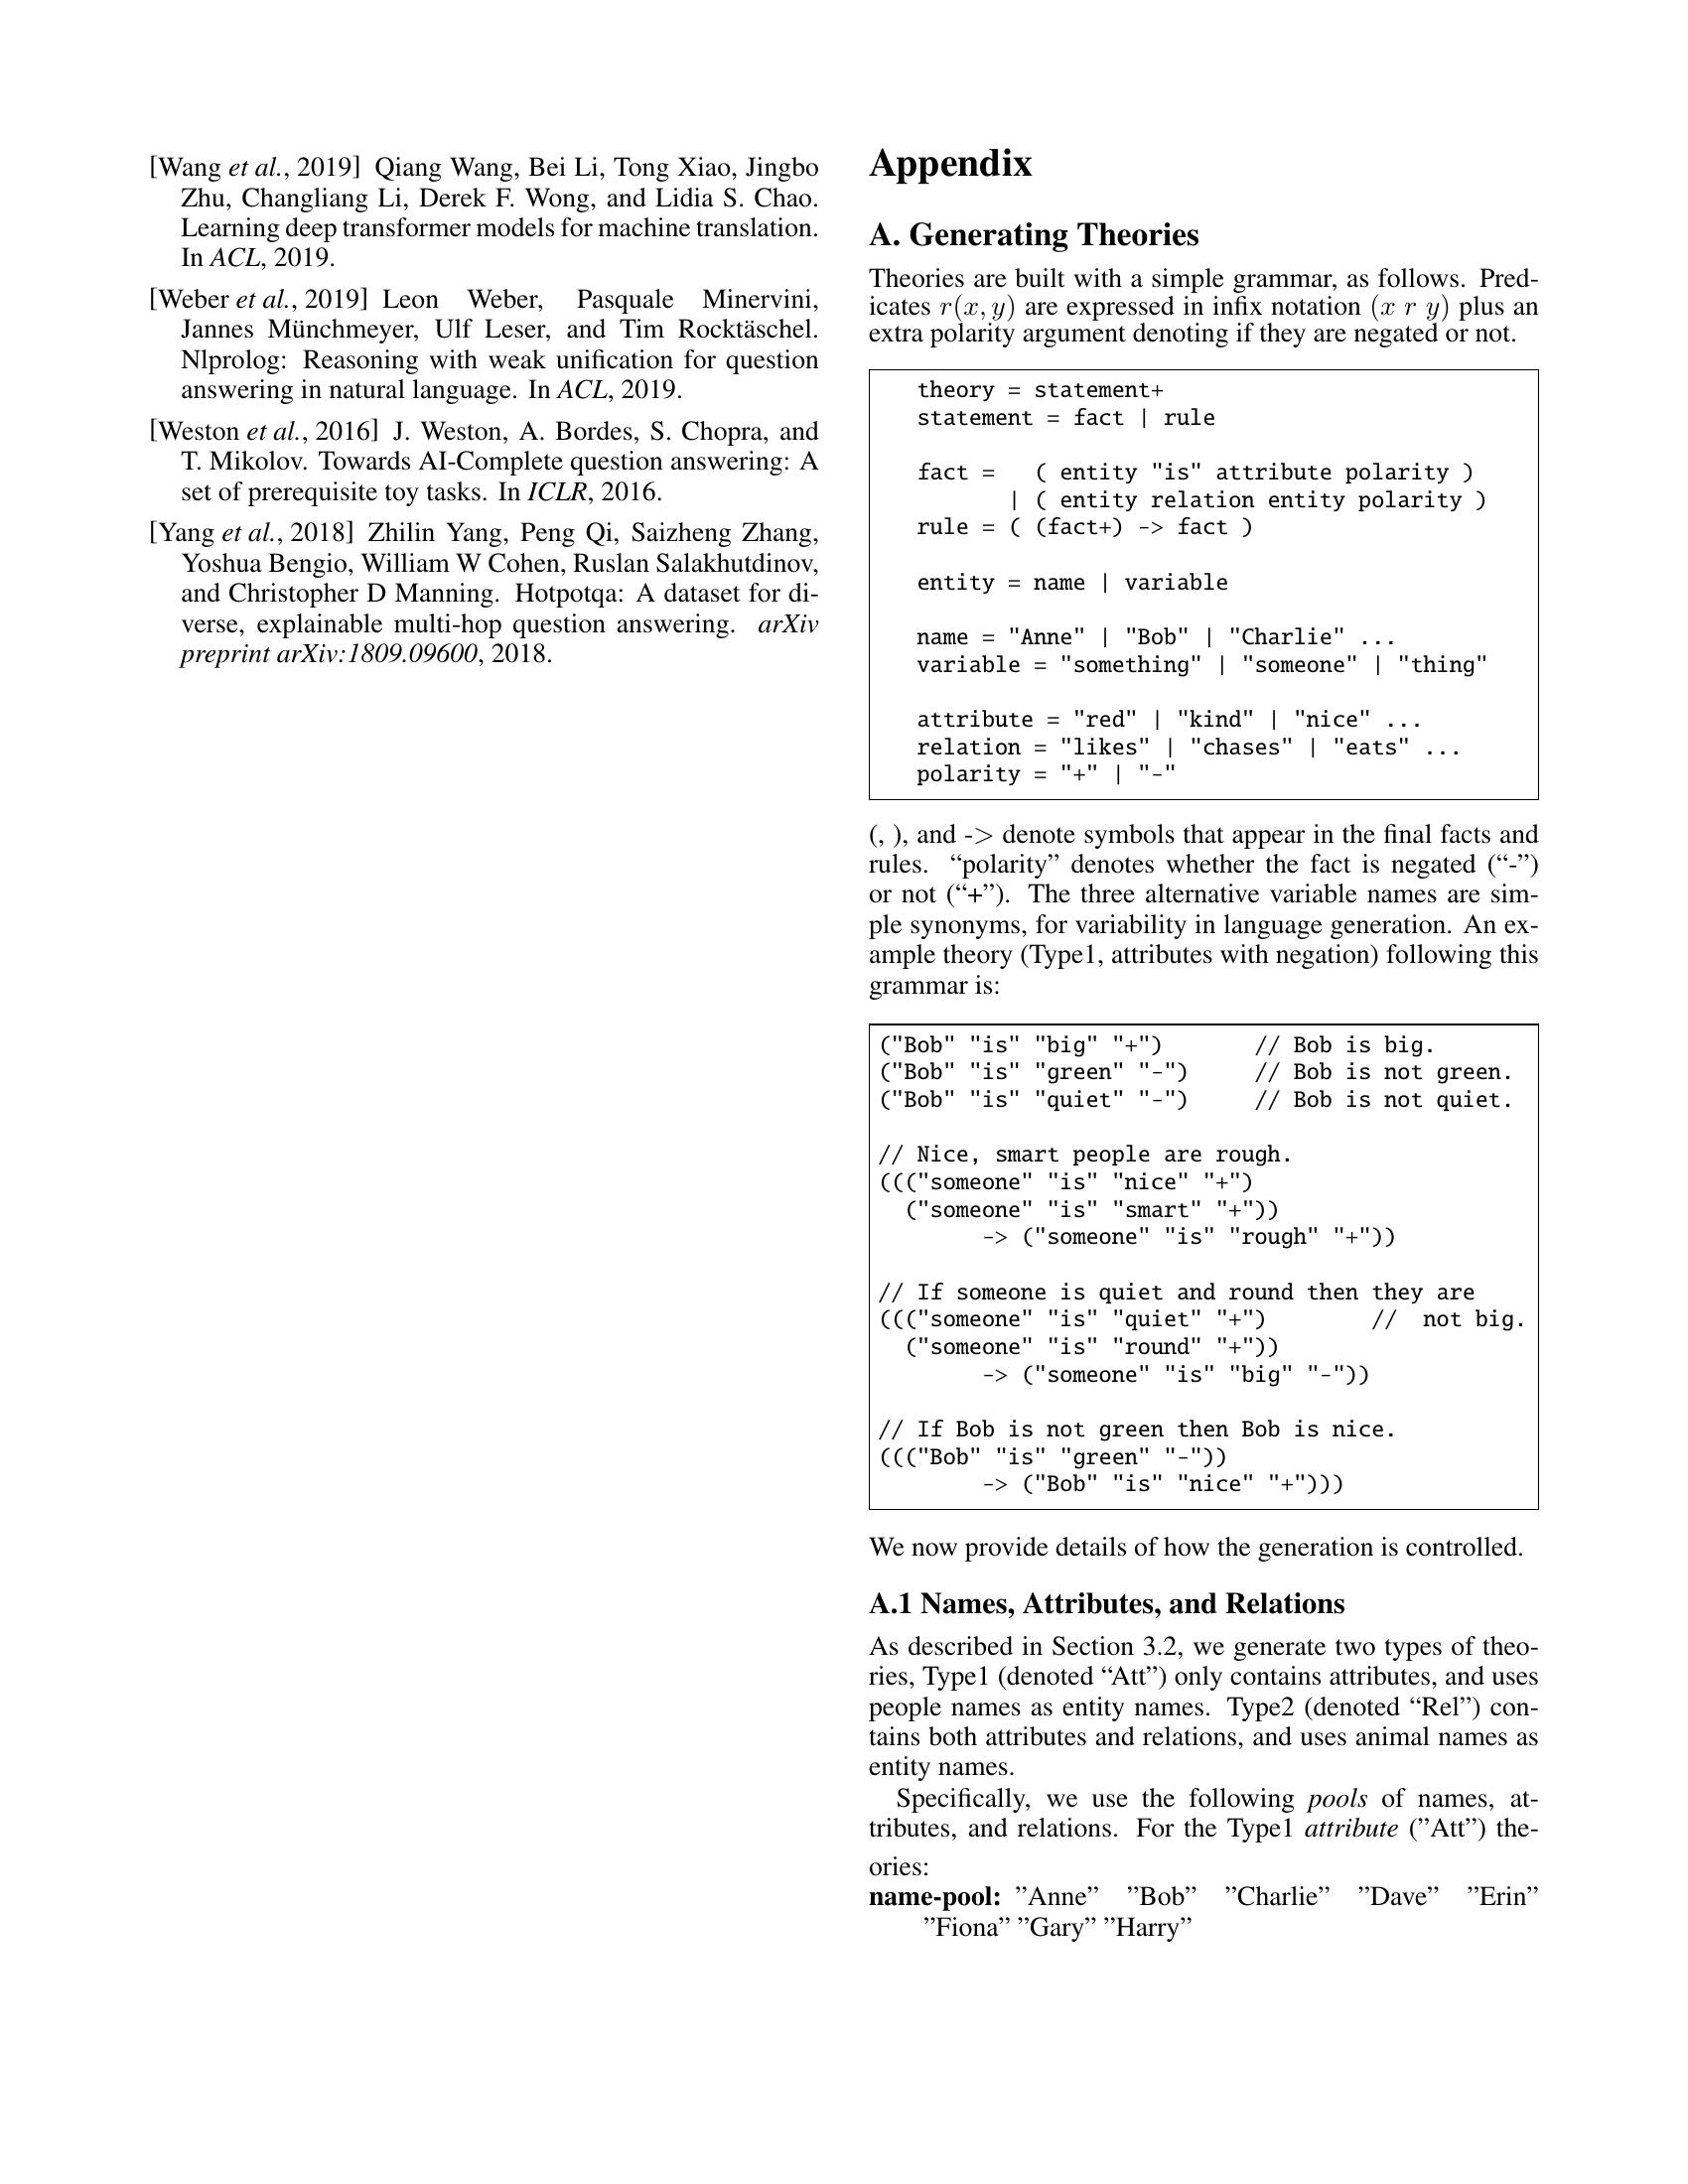 [Wang et al., 2019] Qiang Wang, Bei Li, Tong Xiao, Jingbo
Zhu, Changliang Li, Derek F. Wong, and Lidia S. Chao.
Learning deep transformer models for machine translation.
In ACL, 2019.
[Weber et al., 2019] Leon Weber, Pasquale Minervini,
Jannes Münchmeyer, Ulf Leser, and Tim Rocktäschel.
Nlprolog: Reasoning with weak unification for question
answering in natural language. In ACL, 2019.
[Weston et al., 2016] J. Weston, A. Bordes, S. Chopra, and
T. Mikolov. Towards AI-Complete question answering: A
set of prerequisite toy tasks. In ICLR, 2016.
[Yang et al., 2018] Zhilin Yang, Peng Qi, Saizheng Zhang,
Yoshua Bengio, William W Cohen, Ruslan Salakhutdinov,
and Christopher D Manning. Hotpotqa: A dataset for di-
verse, explainable multi-hop question answering. arXiv
preprint arXiv:1809.09600, 2018.
Appendix
A. Generating Theories
Theories are built with a simple grammar, as follows. Pred-
icates r(x, y) are expressed in infix notation (x r y) plus an
extra polarity argument denoting if they are negated or not.
theory = statement+
statement = fact | rule
fact =   ( entity "is" attribute polarity )
| ( entity relation entity polarity )
rule = ( (fact+) -> fact )
entity = name | variable
name = "Anne" | "Bob" | "Charlie" ...
variable = "something" | "someone" | "thing"
attribute = "red" | "kind" | "nice" ...
relation = "likes" | "chases" | "eats" ...
polarity = "+" | "-"
(, ), and -> denote symbols that appear in the final facts and
rules. “polarity” denotes whether the fact is negated (“-”)
or not (“+”). The three alternative variable names are sim-
ple synonyms, for variability in language generation. An ex-
ample theory (Type1, attributes with negation) following this
grammar is:
("Bob" "is" "big" "+")       // Bob is big.
("Bob" "is" "green" "-")     // Bob is not green.
("Bob" "is" "quiet" "-")     // Bob is not quiet.
// Nice, smart people are rough.
((("someone" "is" "nice" "+")
("someone" "is" "smart" "+"))
-> ("someone" "is" "rough" "+"))
// If someone is quiet and round then they are
((("someone" "is" "quiet" "+")        //  not big.
("someone" "is" "round" "+"))
-> ("someone" "is" "big" "-"))
// If Bob is not green then Bob is nice.
((("Bob" "is" "green" "-"))
-> ("Bob" "is" "nice" "+")))
We now provide details of how the generation is controlled.
A.1 Names, Attributes, and Relations
As described in Section 3.2, we generate two types of theo-
ries, Type1 (denoted “Att”) only contains attributes, and uses
people names as entity names. Type2 (denoted “Rel”) con-
tains both attributes and relations, and uses animal names as
entity names.
Specifically, we use the following pools of names, at-
tributes, and relations. For the Type1 attribute (”Att”) the-
ories:
name-pool: ”Anne” ”Bob” ”Charlie” ”Dave” ”Erin”
”Fiona” ”Gary” ”Harry”